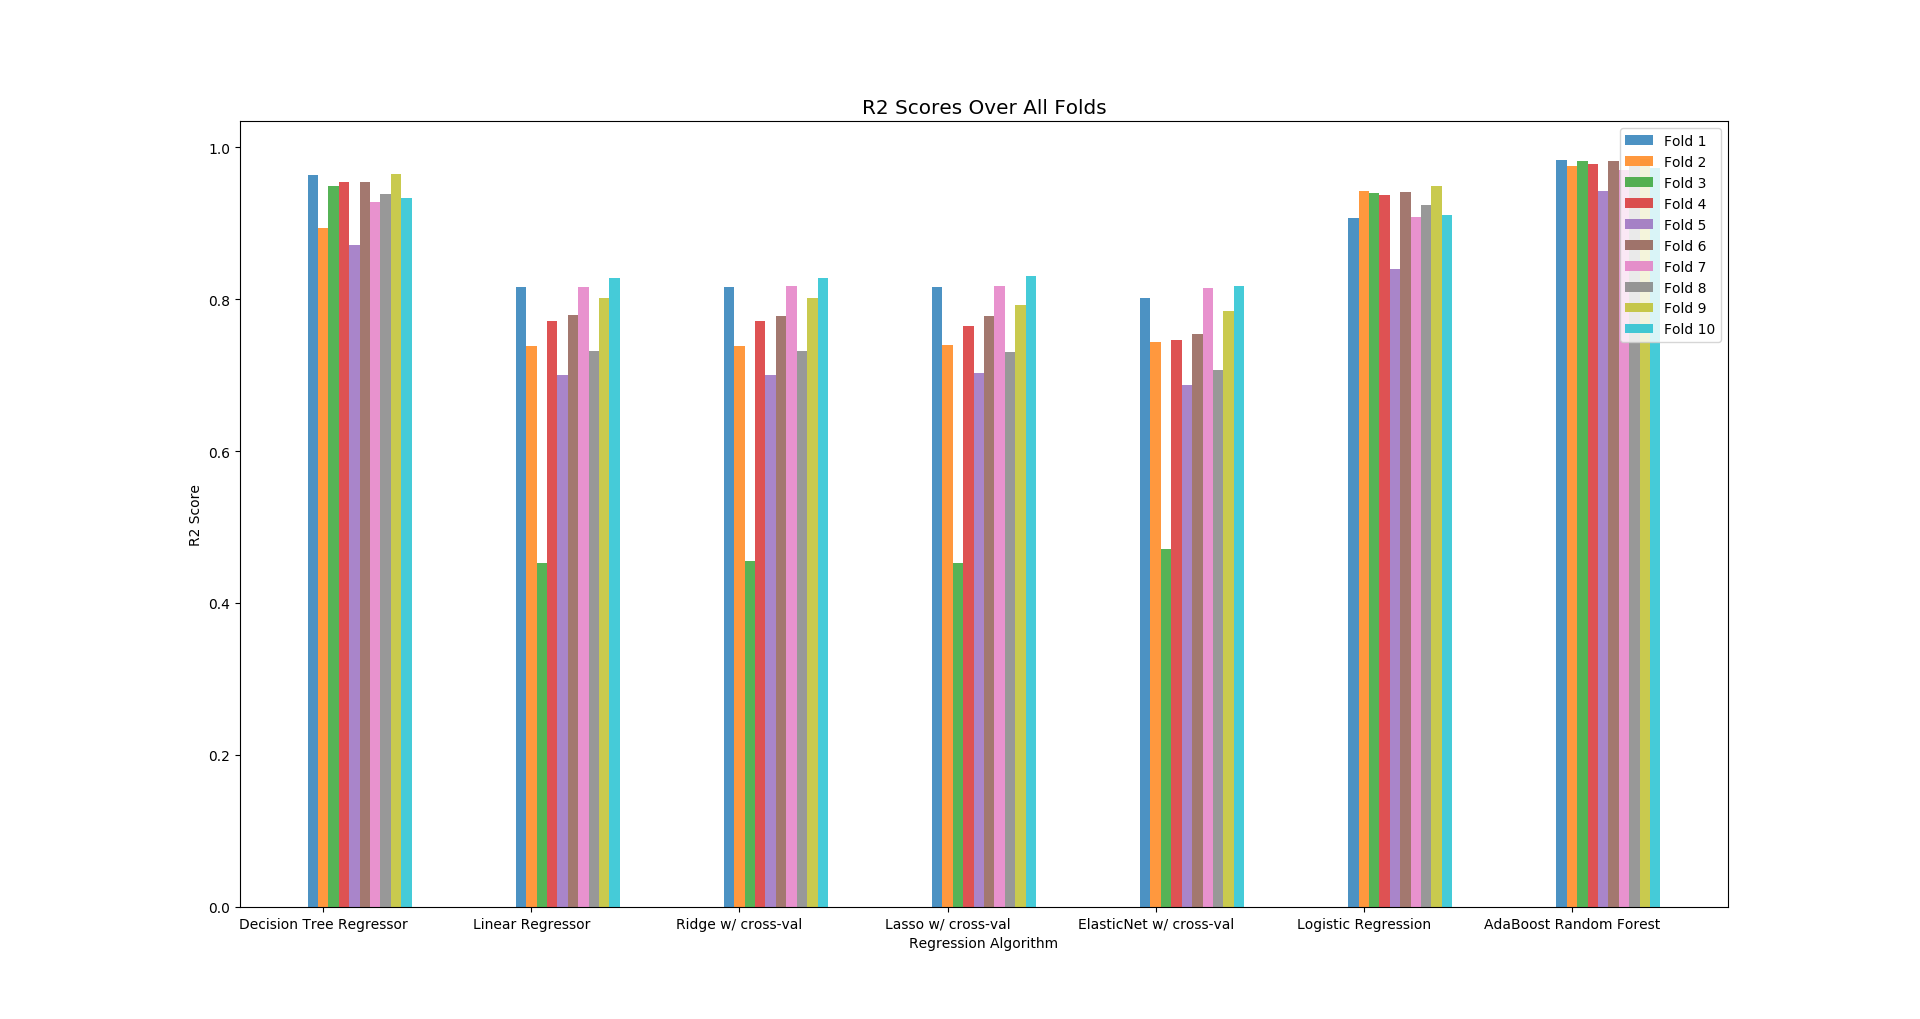 R2 Scores Over All Folds
1.0
0.8
0.6
0.4
0.2
0.0
R2 Score
Fold 1
Fold 2
Fold 3
Fold 4
Fold 5
Fold 6
Fold 7
Fold 8
Fold 9
Fold 10
Decision Tree Regressor
Linear Regressor
Ridge w/ cross-val
Lasso w/ cross-val
ElasticNet w/ cross-val
Logistic Regression
AdaBoost Random Forest
Regression Algorithm